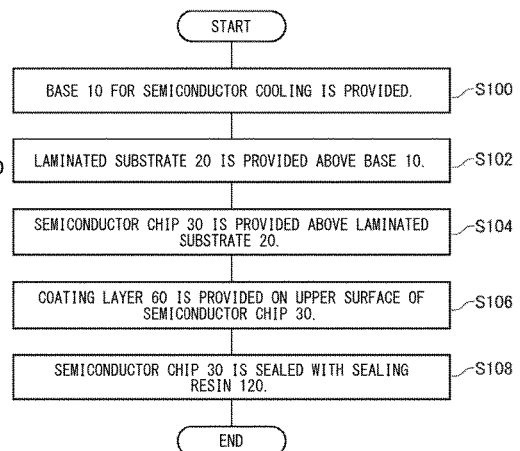 START
BASE 10 FOR SEMICONDUCTOR COOLING IS PROVIDED.
S100
LAMINATED SUBSTRATE 20 IS PROVIDED ABOVE BASE 10.
S102
SEMICONDUCTOR CHIP 30 IS PROVIDED ABOVE LAMINATED
SUBSTRATE 20.
S104
COATING LAYER 60 IS PROVIDED ON UPPER SURFACE OF
SEMICONDUCTOR CHIP 30.
S106
SEMICONDUCTOR CHIP 30 IS SEALED WITH SEALING
RESIN 120.
S108
END